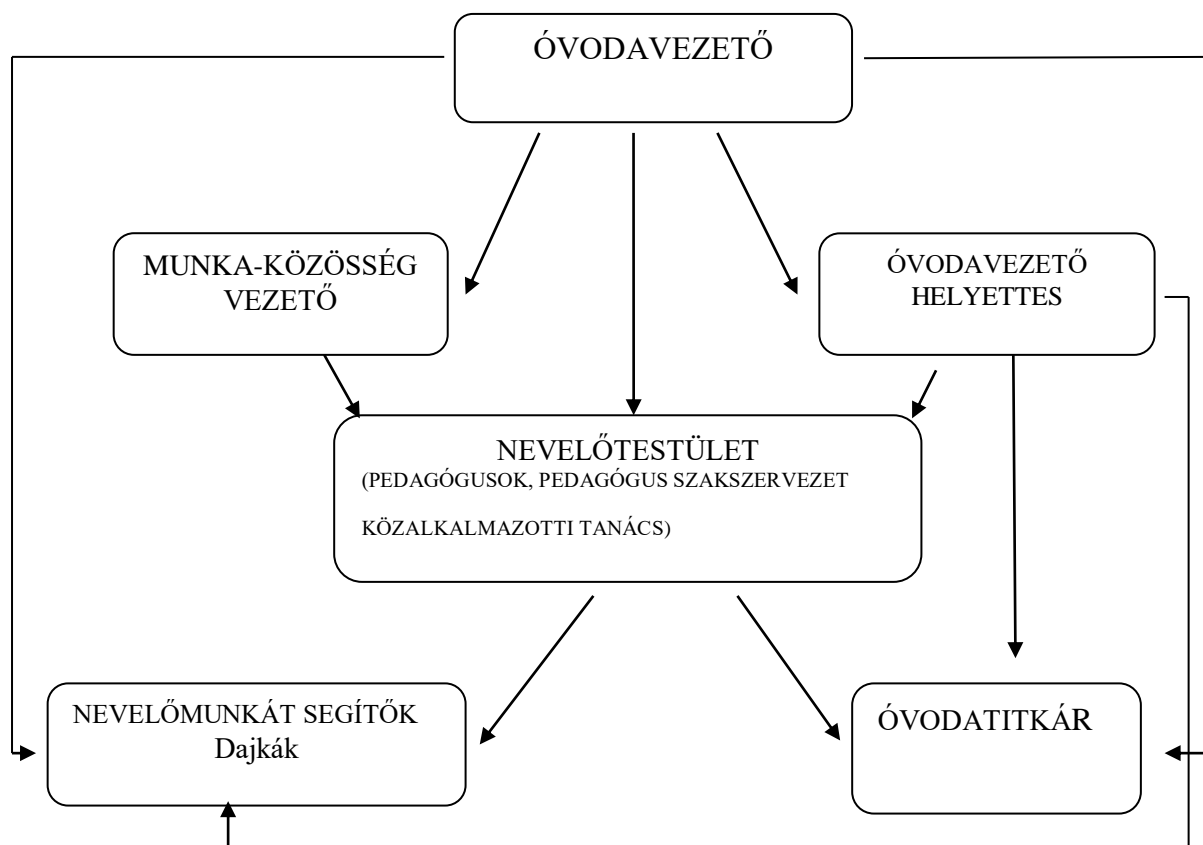 ÓVODAVEZETŐ
MUNKA-KÖZÖSSÉG
VEZETŐ
ÓVODAVEZETŐ
HELYETTES
NEVELŐTESTÜLET
(PEDAGÓGUSOK, PEDAGÓGUS SZAKSZERVEZET
KÖZALKALMAZOTTI TANÁCS)
NEVELŐMUNKÁT SEGÍTŐK
Dajkák
ÓVODATITKÁR